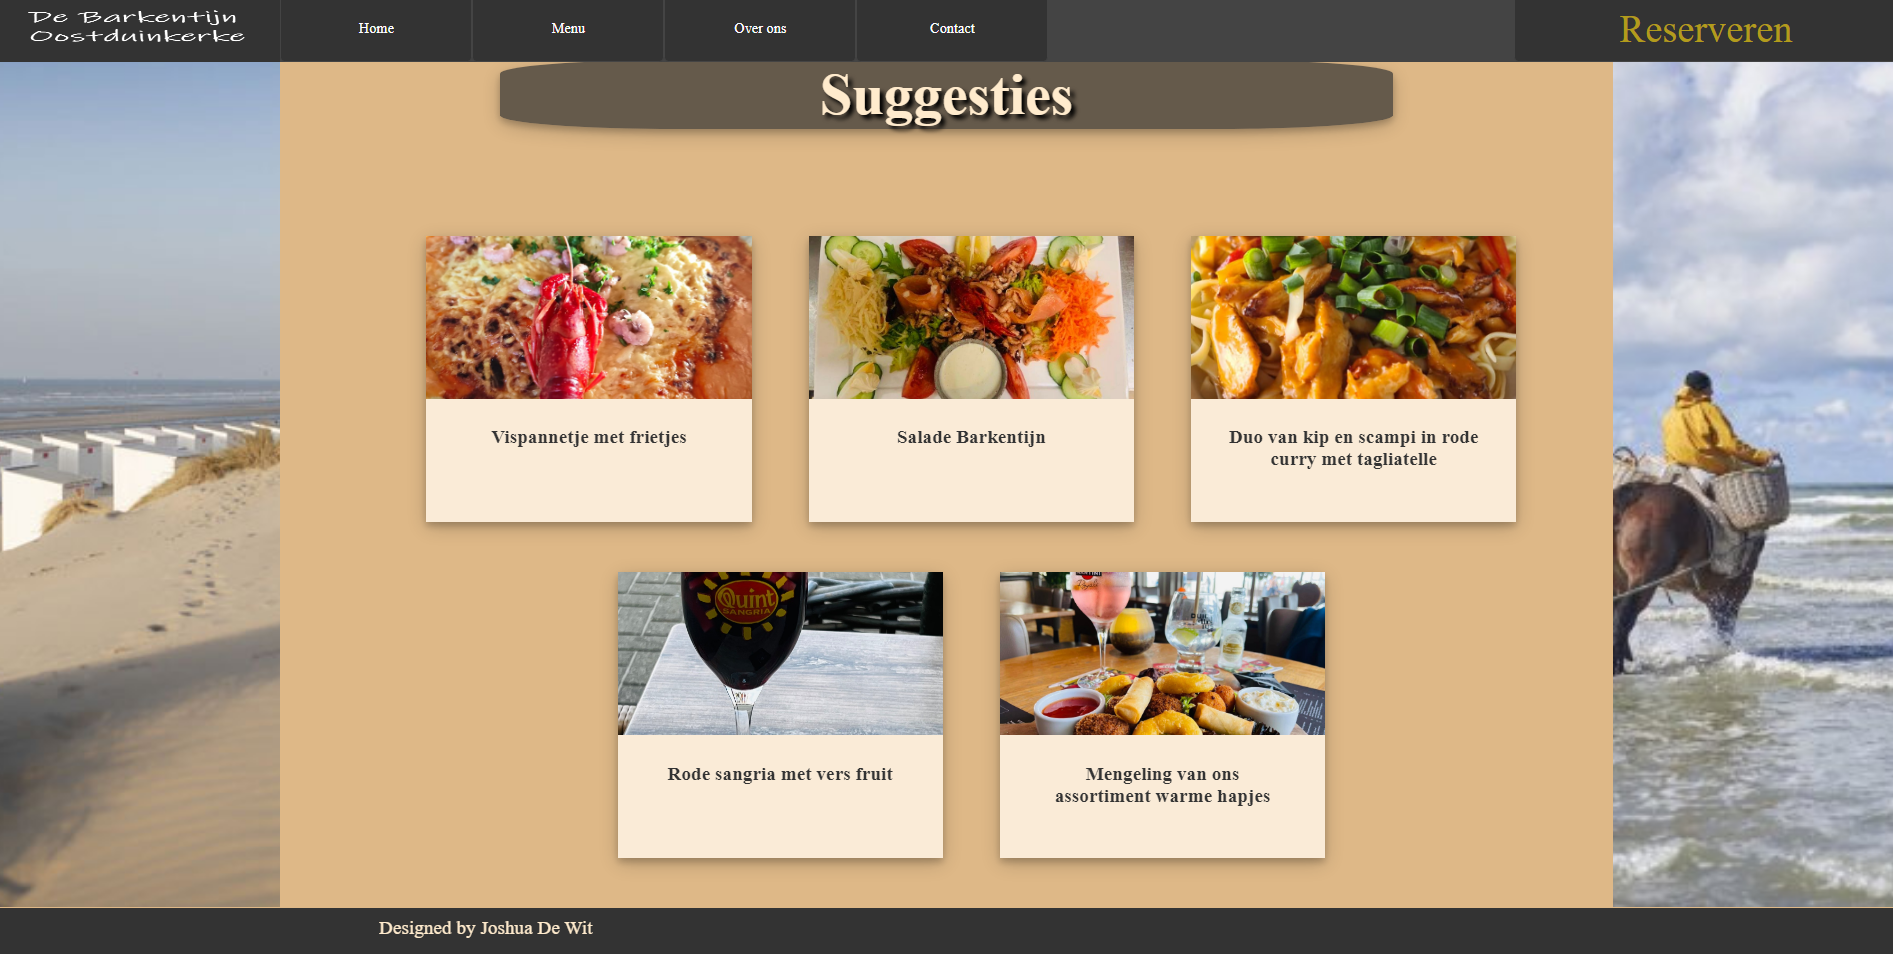 De Barkentijn
Oostduinkerke
Home
Menu
Over ons
Contact
Reserveren
Suggesties
Vispannetje met frietjes
Salade Barkentijn
Duo van kip en scampi in rode
curry met tagliatelle
Quint
SANGRIA
Rode sangria met vers fruit
Mengeling van ons
assortiment warme hapjes
Designed by Joshua De Wit